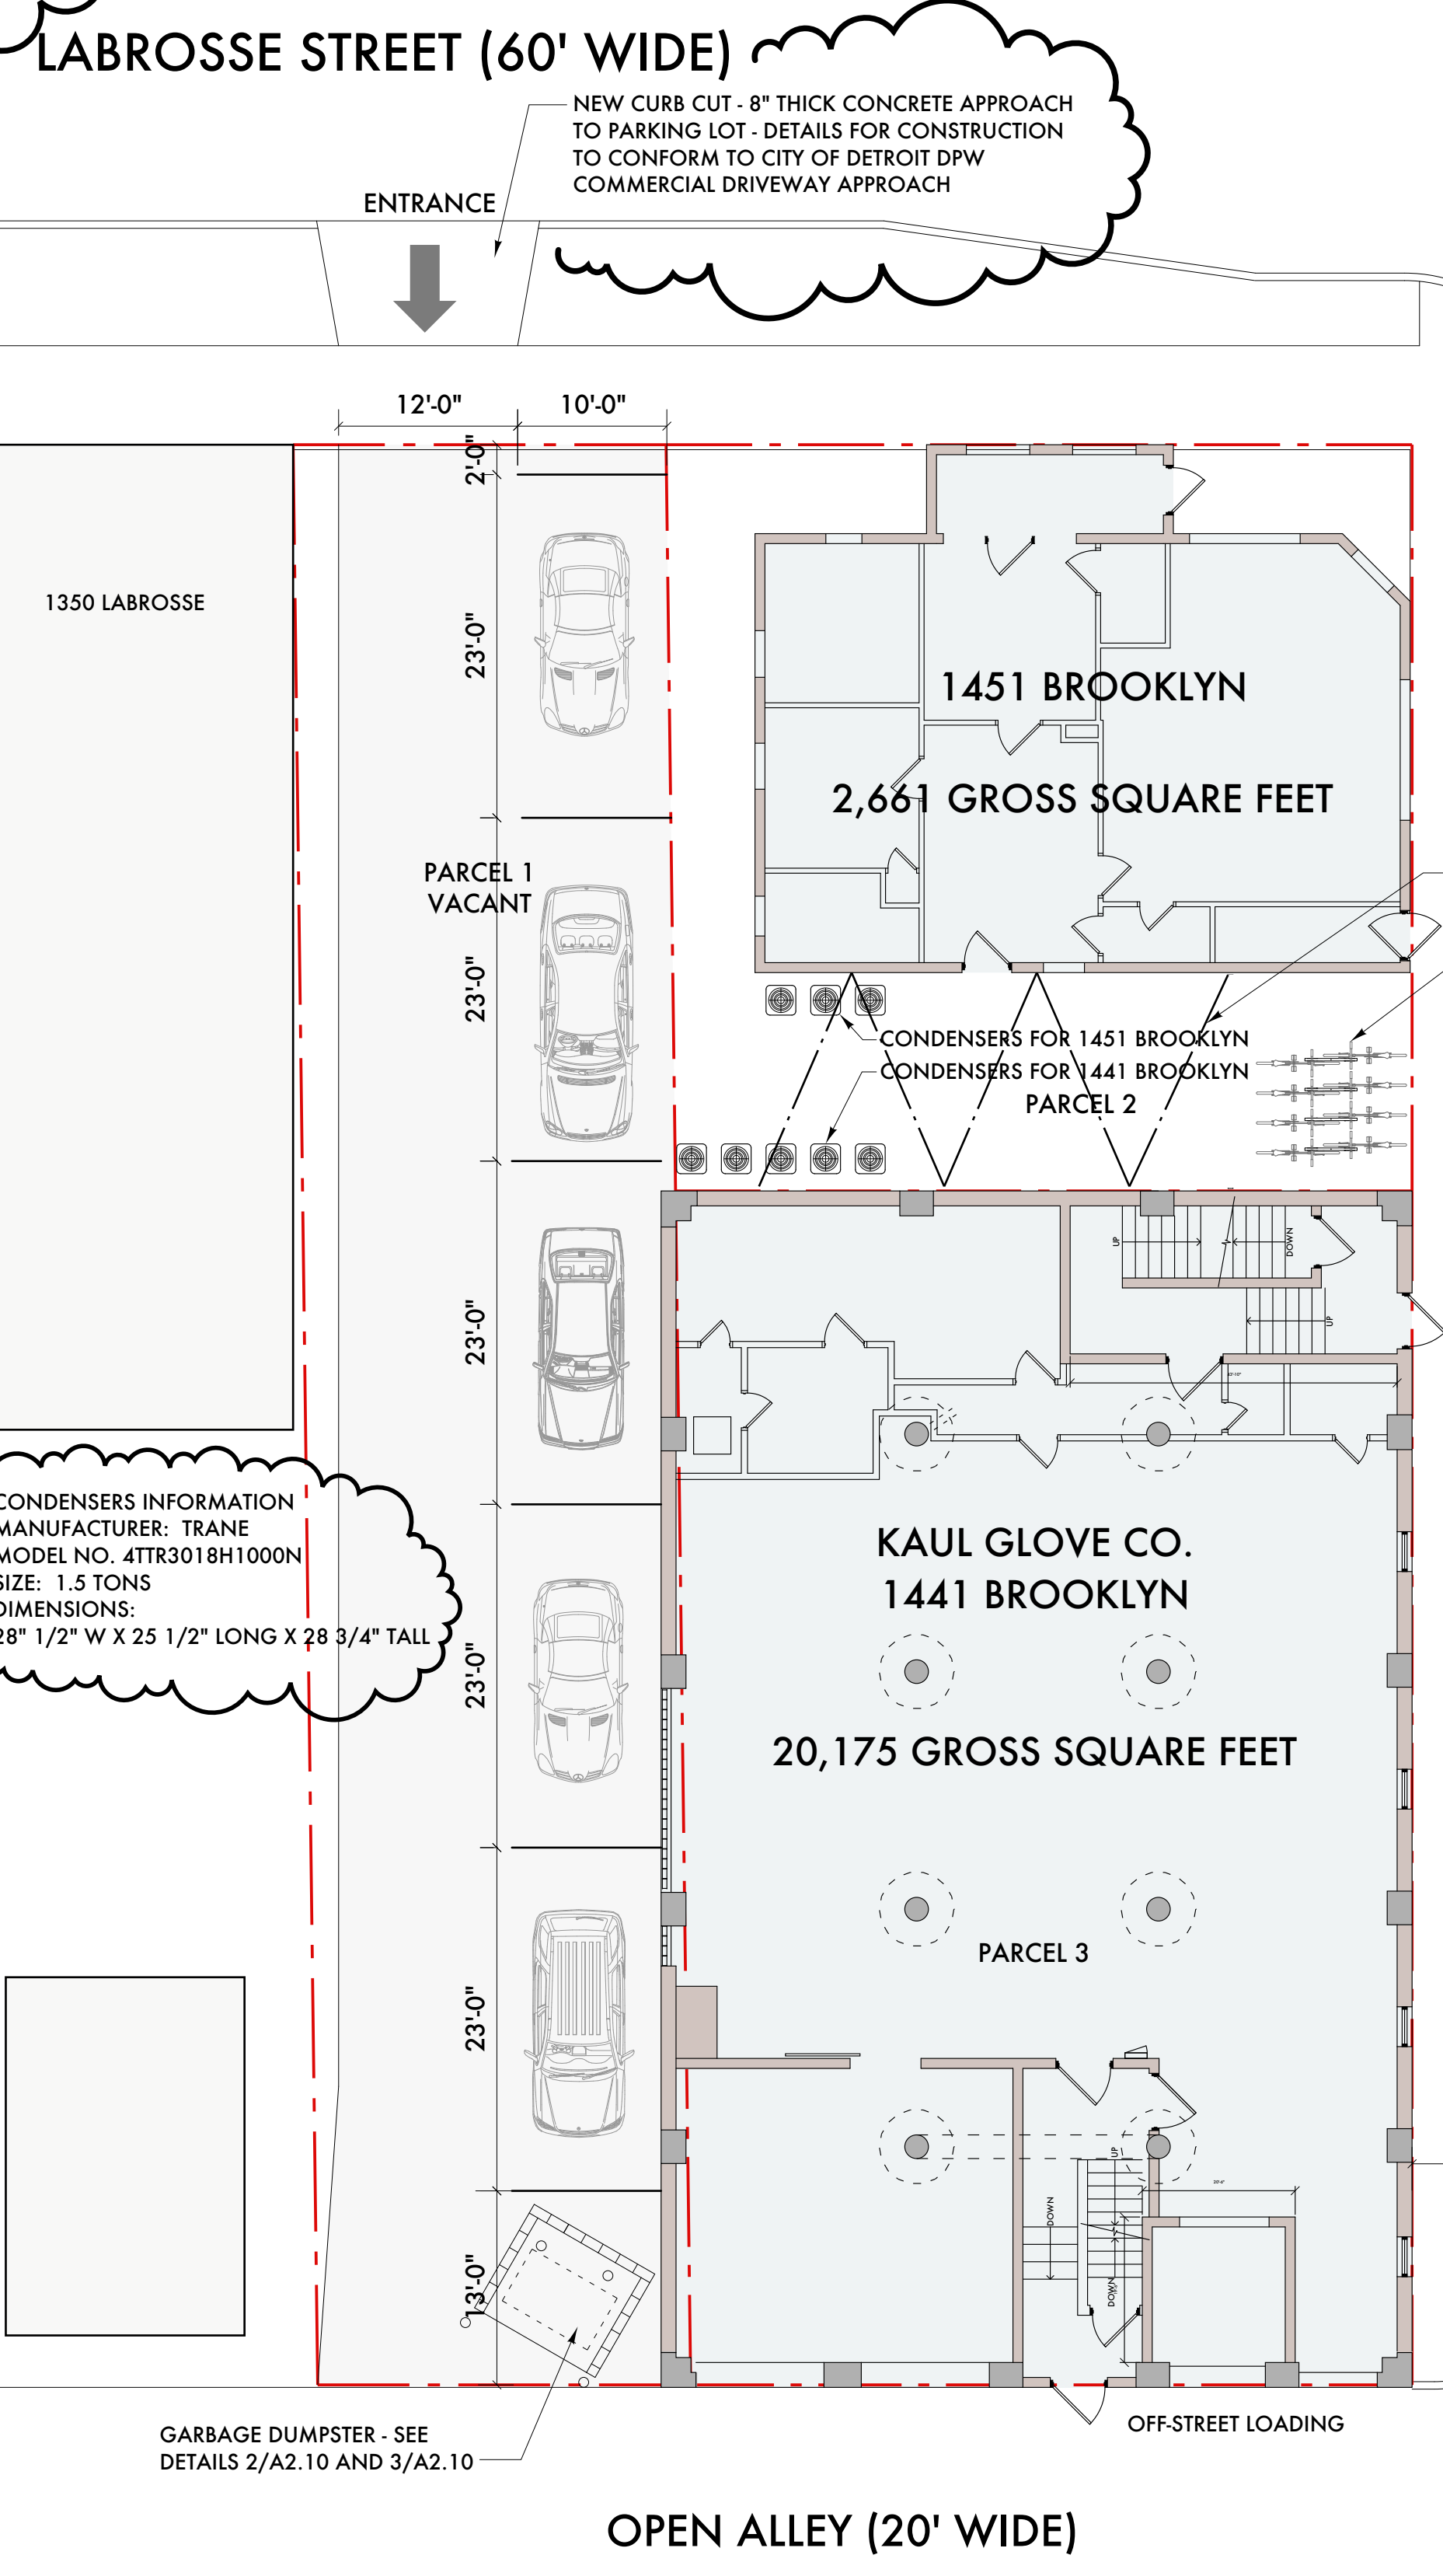 LABROSSE STREET (60' WIDE)
NEW CURB CUT - 8" THICK CONCRETE APPROACH
TO PARKING LOT - DETAILS FOR CONSTRUCTION
TO CONFORM TO CITY OF DETROIT DPW
COMMERCIAL DRIVEWAY APPROACH
ENTRANCE
12'-0"
10'-0"
2'-0"
1350 LABROSSE
23'-0"
1451 BROOKLYN
2,661 GROSS SQUARE FEET
PARCEL 1
VACANT
23'-0"
CONDENSERS FOR 1451 BROOKLYN
CONDENSERS FOR 1441 BROOKLYN
PARCEL 2
UP
DOWN
UP
23'-0"
CONDENSERS INFORMATION
MANUFACTURER: TRANE
MODEL NO. 4TTR3018H1000N
SIZE: 1.5 TONS
DIMENSIONS:
28" 1/2" W X 25 1/2" LONG X 28 3/4" TALL
KAUL GLOVE CO.
1441 BROOKLYN
23'-0"
20,175 GROSS SQUARE FEET
PARCEL 3
23'-0"
UP
DOWN
DOWN
13'-0"
GARBAGE DUMPSTER - SEE
DETAILS 2/A2.10 AND 3/A2.10
OFF-STREET LOADING
OPEN ALLEY (20' WIDE)